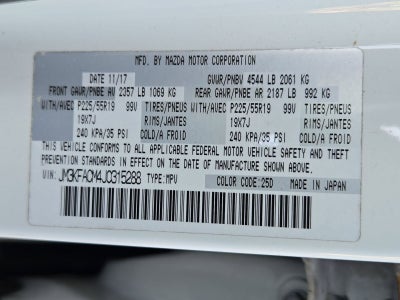 MFD. BY MAZDA MOTOR CORPORATION
DATE 11/17 GVWR/PNBV 4544 LB 2061 KG
FRONT GAWR/PNBE AV 2357 LB 1069 KG REAR GAWR/PNBE AR 2187 LB 992 KG
WITH/AVEC P225/55R19 99V TIRES/PNEUS WITH/AVEC P225/55R19 99V TIRES/PNEUS
19X7J RIMS/JANTES 19X7J RIMS/JANTES
240 KPA/35 PSI COLD/A FROID 240 KPA/35 PSI COLD/A FROID
THIS VEHICLE CONFORMS TO ALL APPLICABLE FEDERAL MOTOR VEHICLE SAFETY AND THEFT
PREVENTION STANDARDS IN EFFECT ON THE DATE OF MANUFACTURE SHOWN ABOVE.
COLOR CODE:25D MADE IN JAPAN
VIN: JM3KFACM4J0315288 TYPE:MPV